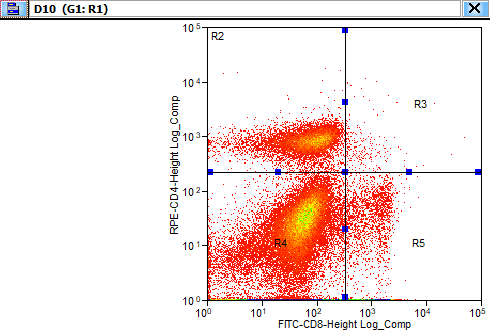 D10 (G1: R1)
R2
R3
R4
R5
10⁵
10⁴
10³
10²
10¹
10⁰
RPE-CD4-Height Log_Comp
10⁰ 10¹ 10² 10³ 10⁴ 10⁵
FITC-CD8-Height Log_Comp